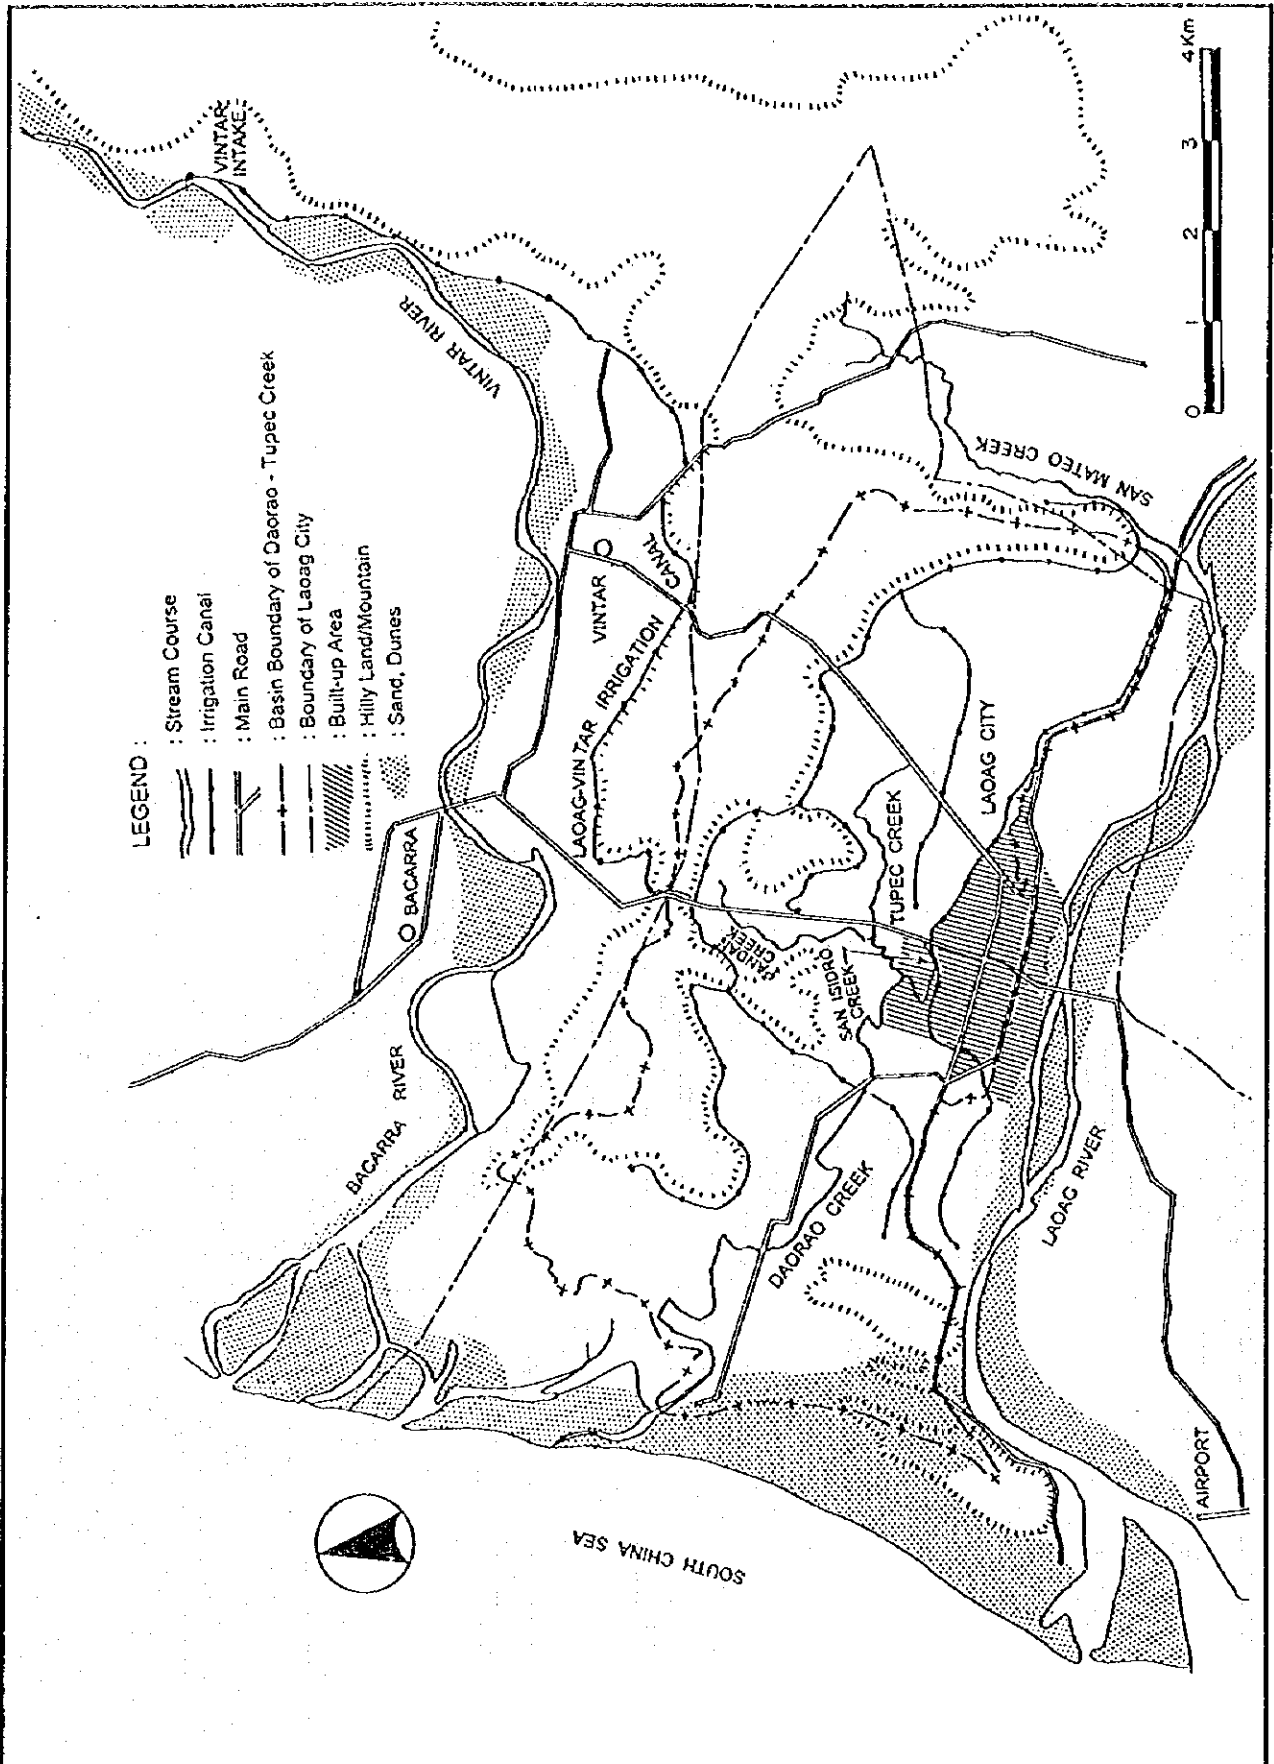 LEGEND :
: Stream Course
: Irrigation Canal
: Main Road
: Basin Boundary of Daorao - Tupec Creek
: Boundary of Laoag City
: Built-up Area
: Hilly Land/Mountain
: Sand, Dunes
VINTAR
INTAKE
VINTAR RIVER
BACARRA
BACARRA RIVER
VINTAR
LAOAG-VINTAR IRRIGATION CANAL
SAN MATEO CREEK
LAOAG CITY
TUPEC CREEK
PANDAN
CREEK
SAN ISIDRO
CREEK
DAORAO CREEK
LAOAG RIVER
AIRPORT
SOUTH CHINA SEA
0 1 2 3 4 Km